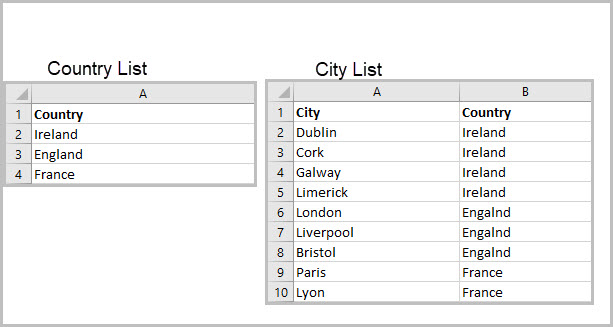 Country List
A
1 Country
2 Ireland
3 England
4 France
City List
A B
1 City Country
2 Dublin Ireland
3 Cork Ireland
4 Galway Ireland
5 Limerick Ireland
6 London Engalnd
7 Liverpool Engalnd
8 Bristol Engalnd
9 Paris France
10 Lyon France